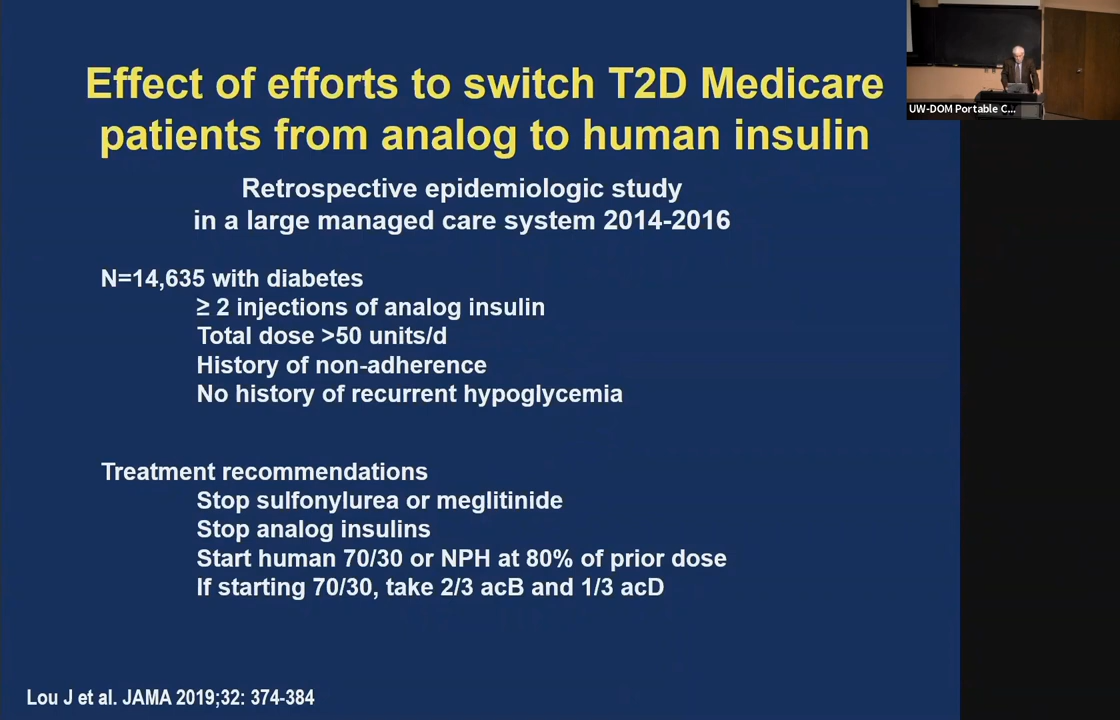 Effect of efforts to switch T2D Medicare
patients from analog to human insulin
Retrospective epidemiologic study
in a large managed care system 2014-2016
N=14,635 with diabetes
≥ 2 injections of analog insulin
Total dose >50 units/d
History of non-adherence
No history of recurrent hypoglycemia
Treatment recommendations
Stop sulfonylurea or meglitinide
Stop analog insulins
Start human 70/30 or NPH at 80% of prior dose
If starting 70/30, take 2/3 acB and 1/3 acD
Lou J et al. JAMA 2019;32: 374-384
UW-DOM Portable C...